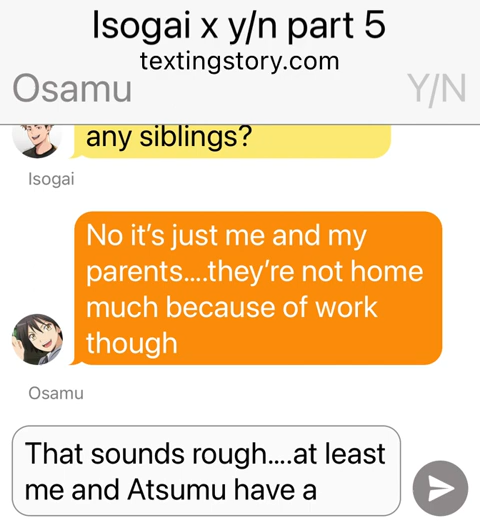 Isogai x y/n part 5
textingstory.com
Osamu
Y/N
any siblings?
Isogai
No it's just me and my
parents....they're not home
much because of work
though
Osamu
That sounds rough....at least
me and Atsumu have a